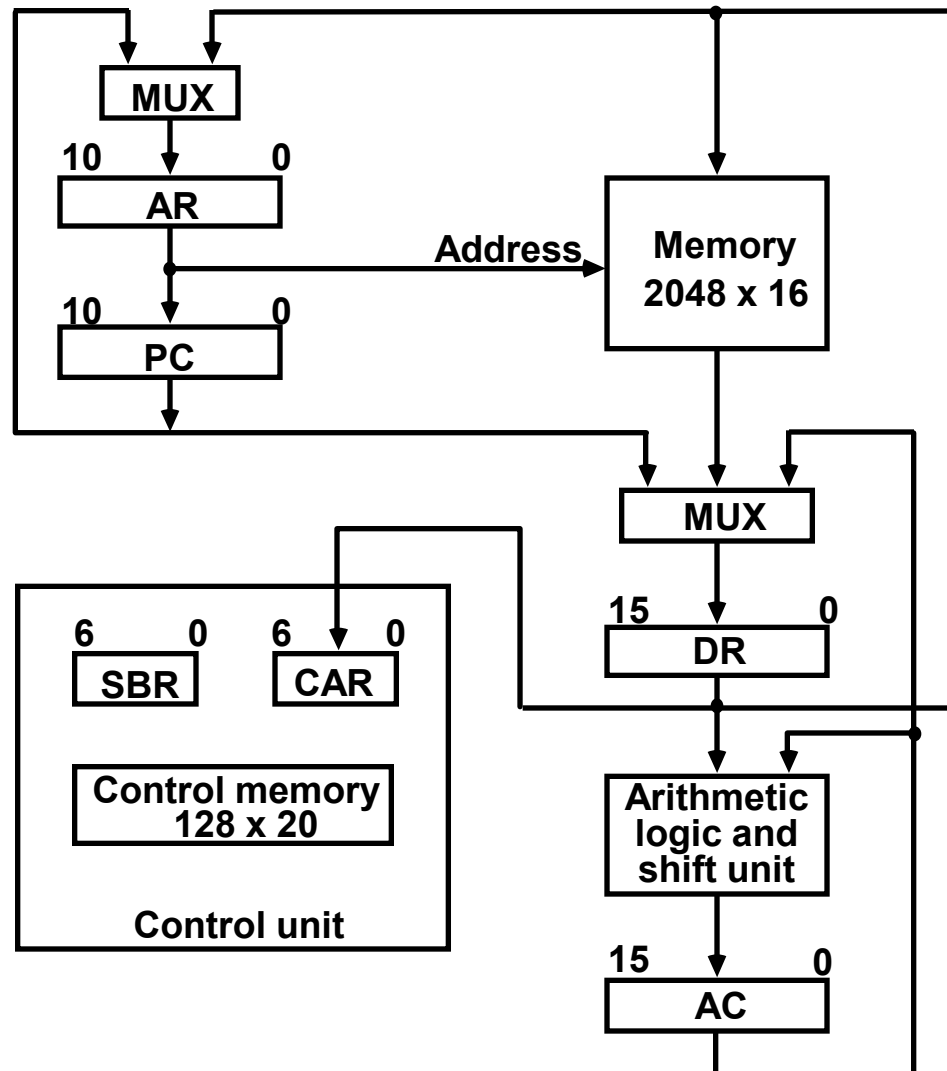 MUX
10 0
AR
Address
Memory
2048 x 16
10 0
PC
MUX
15 0
DR
6 0 6 0
SBR CAR
Control memory
128 x 20
Control unit
Arithmetic
logic and
shift unit
15 0
AC